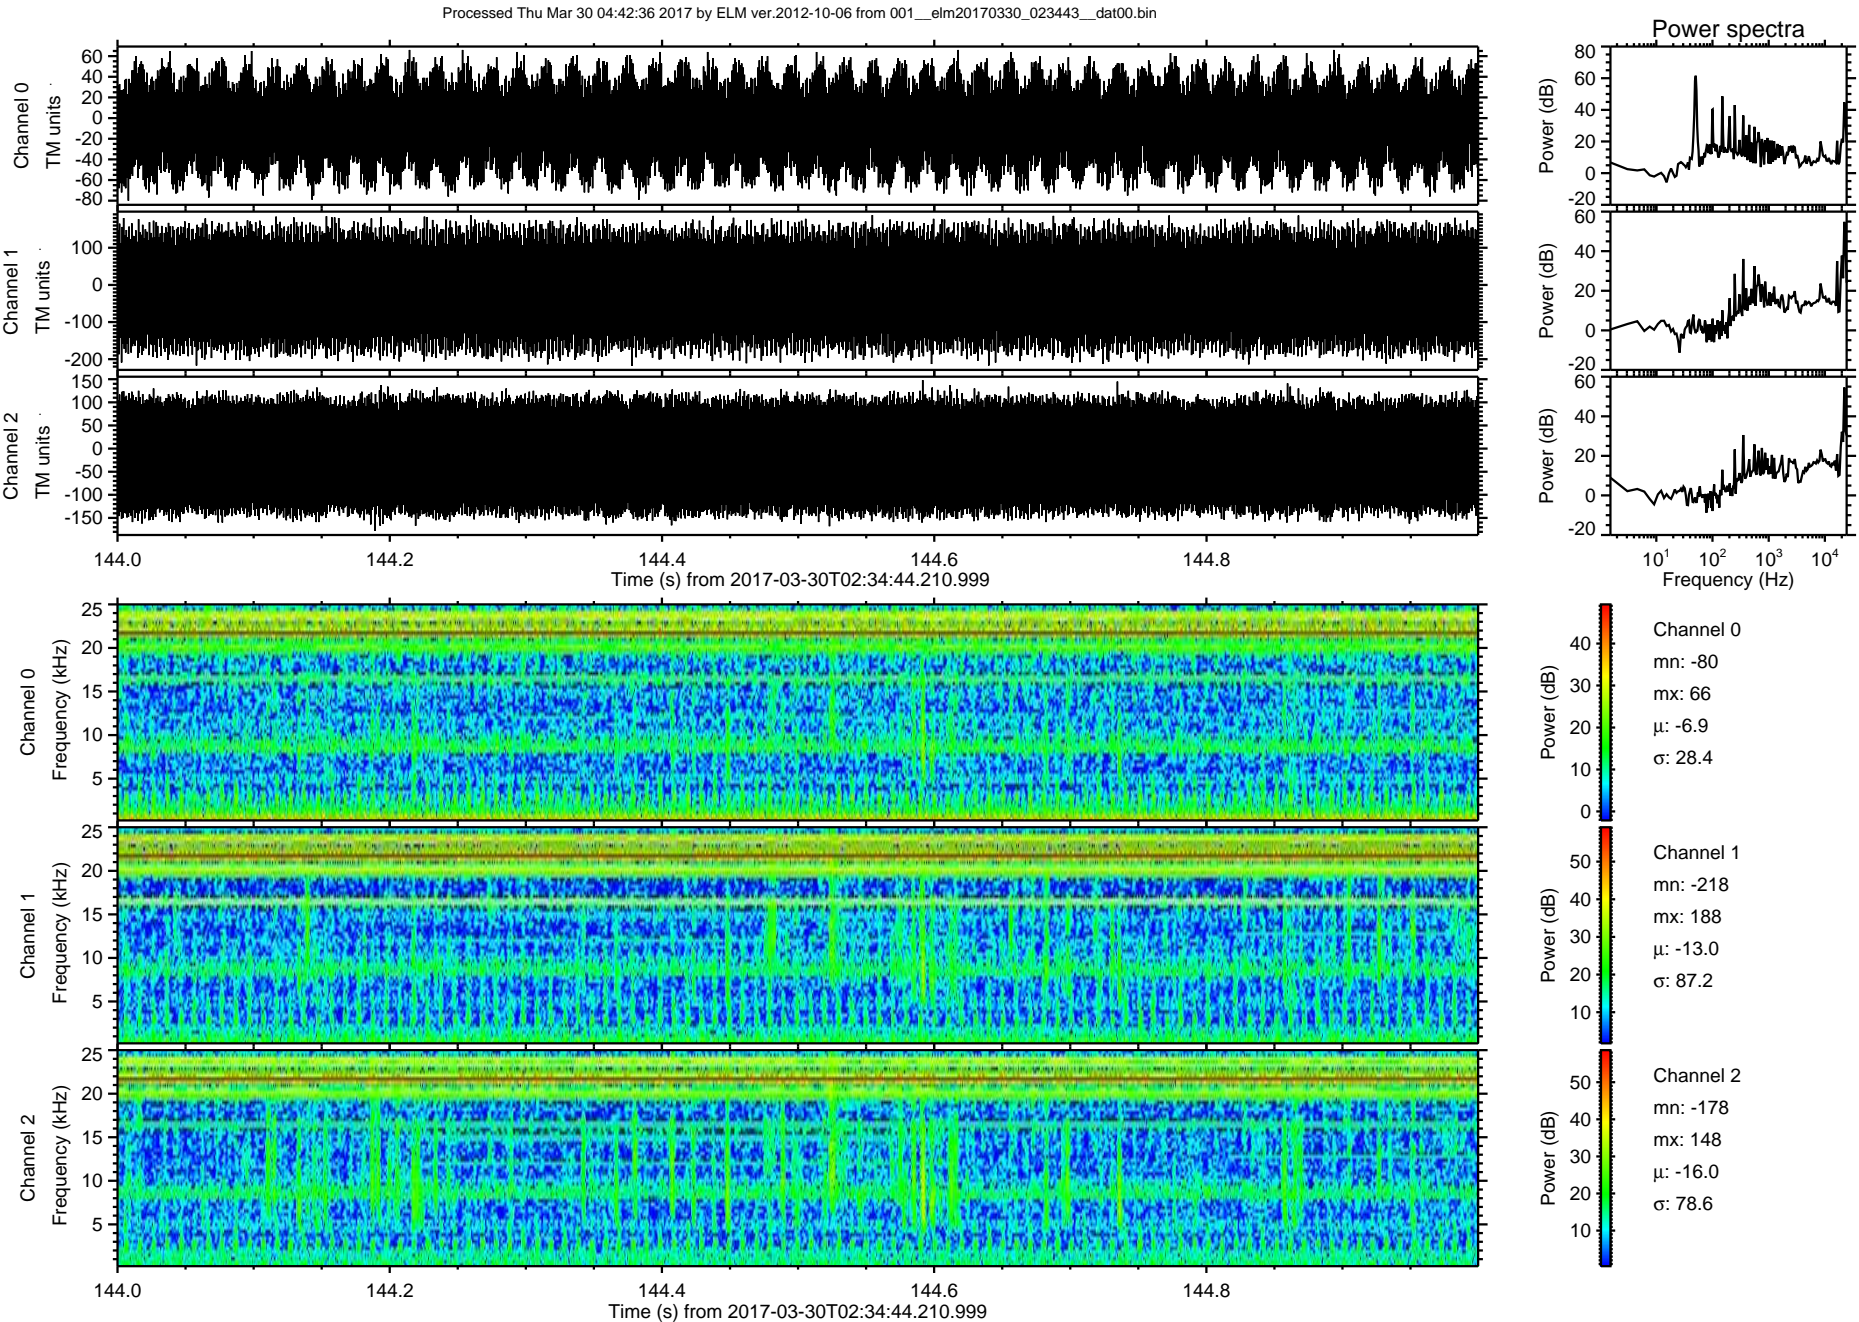 Processed Thu Mar 30 04:42:36 2017 by ELM ver.2012-10-06 from 001__elm20170330_023443__dat00.bin
Power spectra
Channel 0
TM units
60
40
20
0
-20
-40
-60
-80
Power (dB)
80
60
40
20
0
-20
Channel 1
TM units
100
0
-100
-200
Power (dB)
60
40
20
0
-20
Channel 2
TM units
150
100
50
0
-50
-100
-150
Power (dB)
60
40
20
0
-20
144.0 144.2 144.4 144.6 144.8
Time (s) from 2017-03-30T02:34:44.210.999
10^1 10^2 10^3 10^4
Frequency (Hz)
Channel 0
Frequency (kHz)
25
20
15
10
5
Power (dB)
40
30
20
10
0
Channel 0
mn: -80
mx: 66
μ: -6.9
σ: 28.4
Channel 1
Frequency (kHz)
25
20
15
10
5
Power (dB)
50
40
30
20
10
Channel 1
mn: -218
mx: 188
μ: -13.0
σ: 87.2
Channel 2
Frequency (kHz)
25
20
15
10
5
Power (dB)
50
40
30
20
10
Channel 2
mn: -178
mx: 148
μ: -16.0
σ: 78.6
144.0 144.2 144.4 144.6 144.8
Time (s) from 2017-03-30T02:34:44.210.999